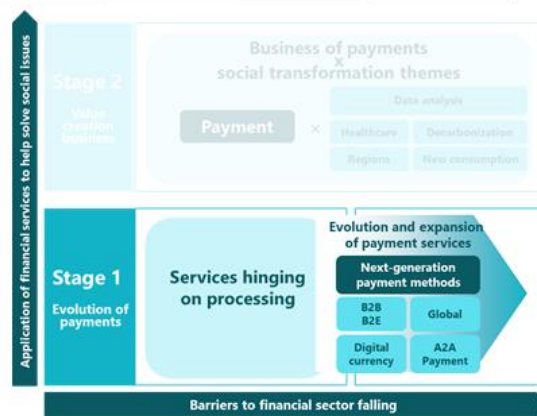 Application of financial services to help solve social issues
Stage 2
Value
creation
business
Business of payments
×
social transformation themes
Payment
×
Data analysis
Healthcare
Decarbonization
Regions
New consumption
Stage 1
Evolution of
payments
Services hinging
on processing
Evolution and expansion
of payment services
Next-generation
payment methods
B2B
B2E
Global
Digital
currency
A2A
Payment
Barriers to financial sector falling